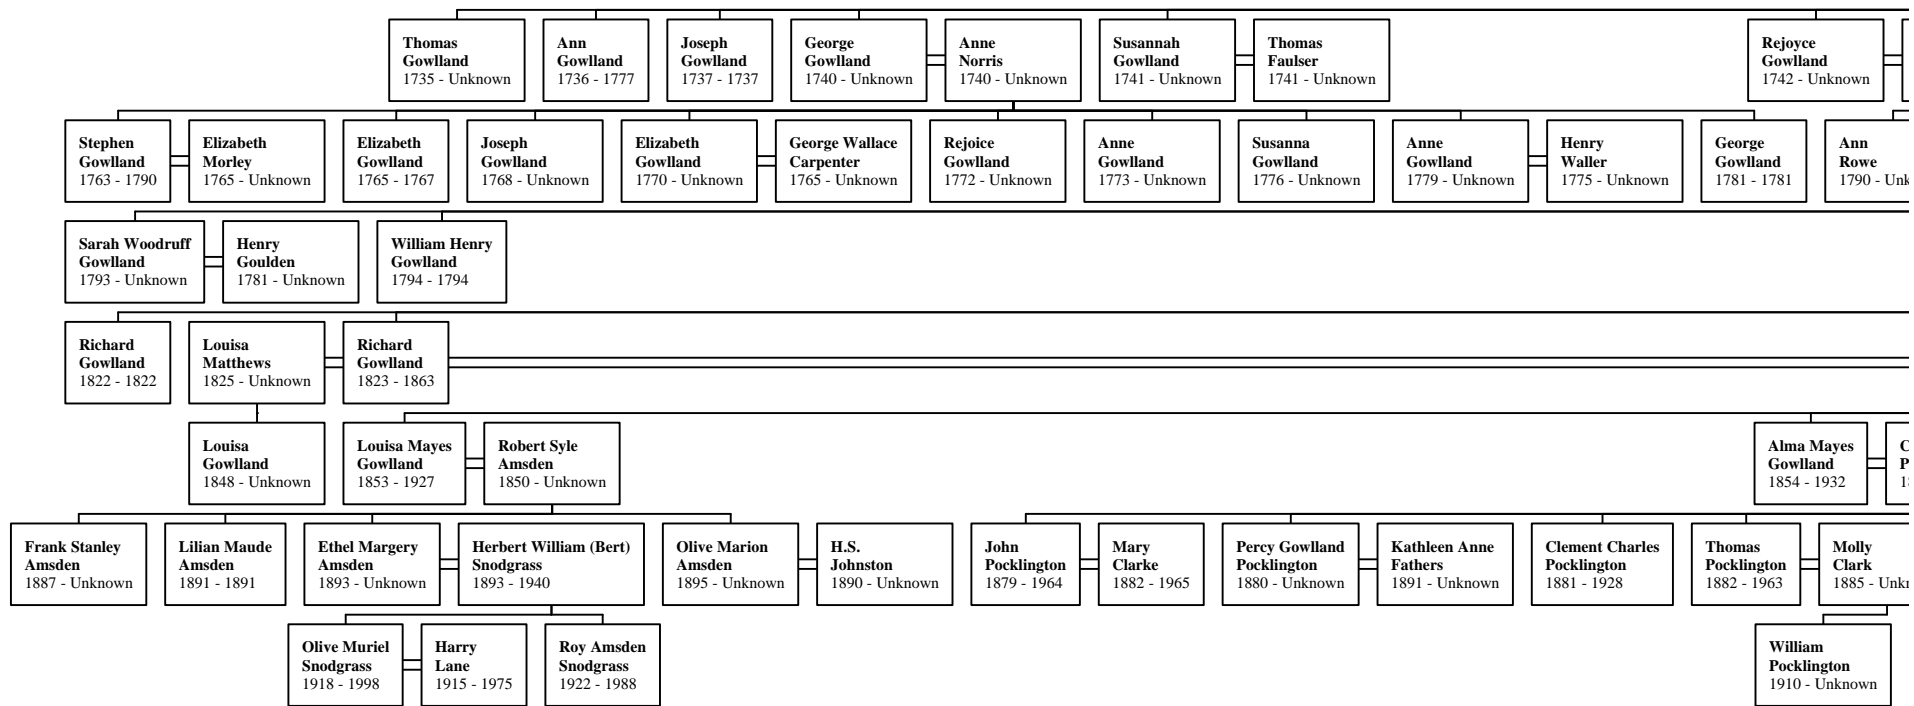 Thomas
Gowlland
1735 - Unknown
Ann
Gowlland
1736 - 1777
Joseph
Gowlland
1737 - 1737
George
Gowlland
1740 - Unknown
Anne
Norris
1740 - Unknown
Susannah
Gowlland
1741 - Unknown
Thomas
Faulser
1741 - Unknown
Rejoyce
Gowlland
1742 - Unknown
Stephen
Gowlland
1763 - 1790
Elizabeth
Morley
1765 - Unknown
Elizabeth
Gowlland
1765 - 1767
Joseph
Gowlland
1768 - Unknown
Elizabeth
Gowlland
1770 - Unknown
George Wallace
Carpenter
1765 - Unknown
Rejoice
Gowlland
1772 - Unknown
Anne
Gowlland
1773 - Unknown
Susanna
Gowlland
1776 - Unknown
Anne
Gowlland
1779 - Unknown
Henry
Waller
1775 - Unknown
George
Gowlland
1781 - 1781
Ann
Rowe
1790 -
Sarah Woodruff
Gowlland
1793 - Unknown
Henry
Goulden
1781 - Unknown
William Henry
Gowlland
1794 - 1794
Richard
Gowlland
1822 - 1822
Louisa
Matthews
1825 - Unknown
Richard
Gowlland
1823 - 1863
Louisa
Gowlland
1848 - Unknown
Louisa Mayes
Gowlland
1853 - 1927
Robert Syle
Amsden
1850 - Unknown
Alma Mayes
Gowlland
1854 - 1932
Frank Stanley
Amsden
1887 - Unknown
Lilian Maude
Amsden
1891 - 1891
Ethel Margery
Amsden
1893 - Unknown
Herbert William (Bert)
Snodgrass
1893 - 1940
Olive Marion
Amsden
1895 - Unknown
H.S.
Johnston
1890 - Unknown
John
Pocklington
1879 - 1964
Mary
Clarke
1882 - 1965
Percy Gowlland
Pocklington
1880 - Unknown
Kathleen Anne
Fathers
1891 - Unknown
Clement Charles
Pocklington
1881 - 1928
Thomas
Pocklington
1882 - 1963
Molly
Clark
1885 -
Olive Muriel
Snodgrass
1918 - 1998
Harry
Lane
1915 - 1975
Roy Amsden
Snodgrass
1922 - 1988
William
Pocklington
1910 - Unknown